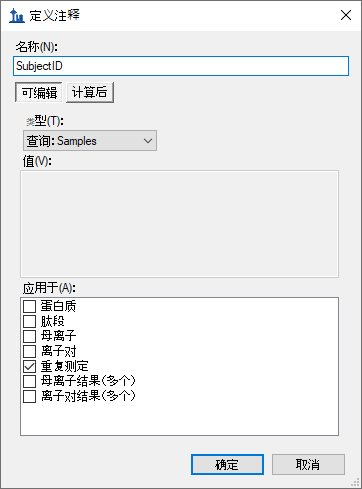 定义注释
名称(N):
SubjectID
可编辑 计算后
类型(T):
查询: Samples
值(V):
应用于(A):
蛋白质
肽段
母离子
离子对
重复测定
母离子结果(多个)
离子对结果(多个)
确定 取消